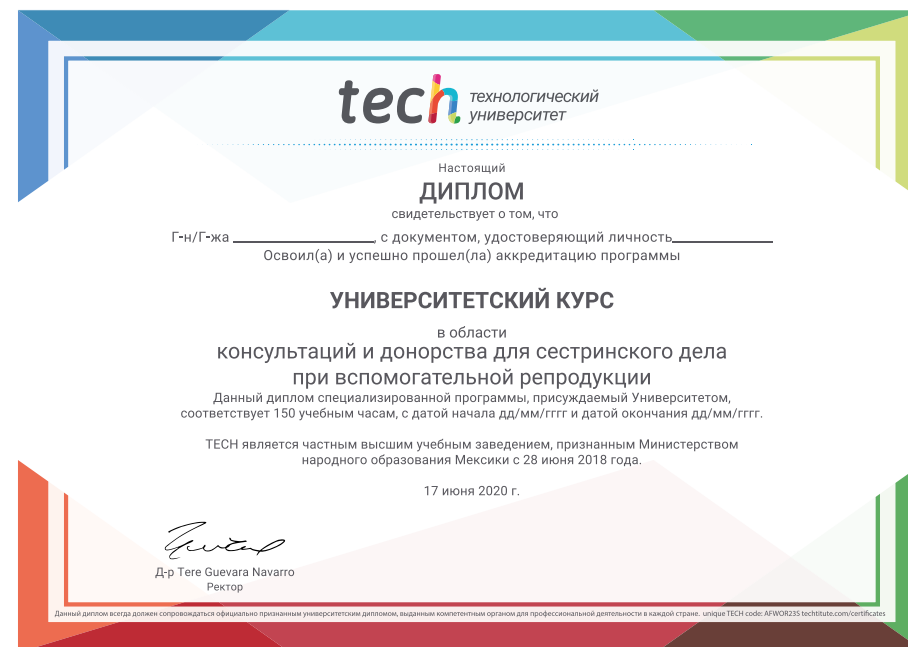 tech технологический
университет
Настоящий
ДИПЛОМ
свидетельствует о том, что
Г-н/Г-жа ____________________, с документом, удостоверяющий личность______________
Освоил(а) и успешно прошел(ла) аккредитацию программы
УНИВЕРСИТЕТСКИЙ КУРС
в области
консультаций и донорства для сестринского дела
при вспомогательной репродукции
Данный диплом специализированной программы, присуждаемый Университетом,
соответствует 150 учебным часам, с датой начала дд/мм/гггг и датой окончания дд/мм/гггг.
TECH является частным высшим учебным заведением, признанным Министерством
народного образования Мексики с 28 июня 2018 года.
17 июня 2020 г.
Д-р Tere Guevara Navarro
Ректор
Данный диплом всегда должен сопровождаться официально признанным университетским дипломом, выданным компетентным органом для профессиональной деятельности в каждой стране. unique TECH code: AFWOR23S techtitute.com/certificates